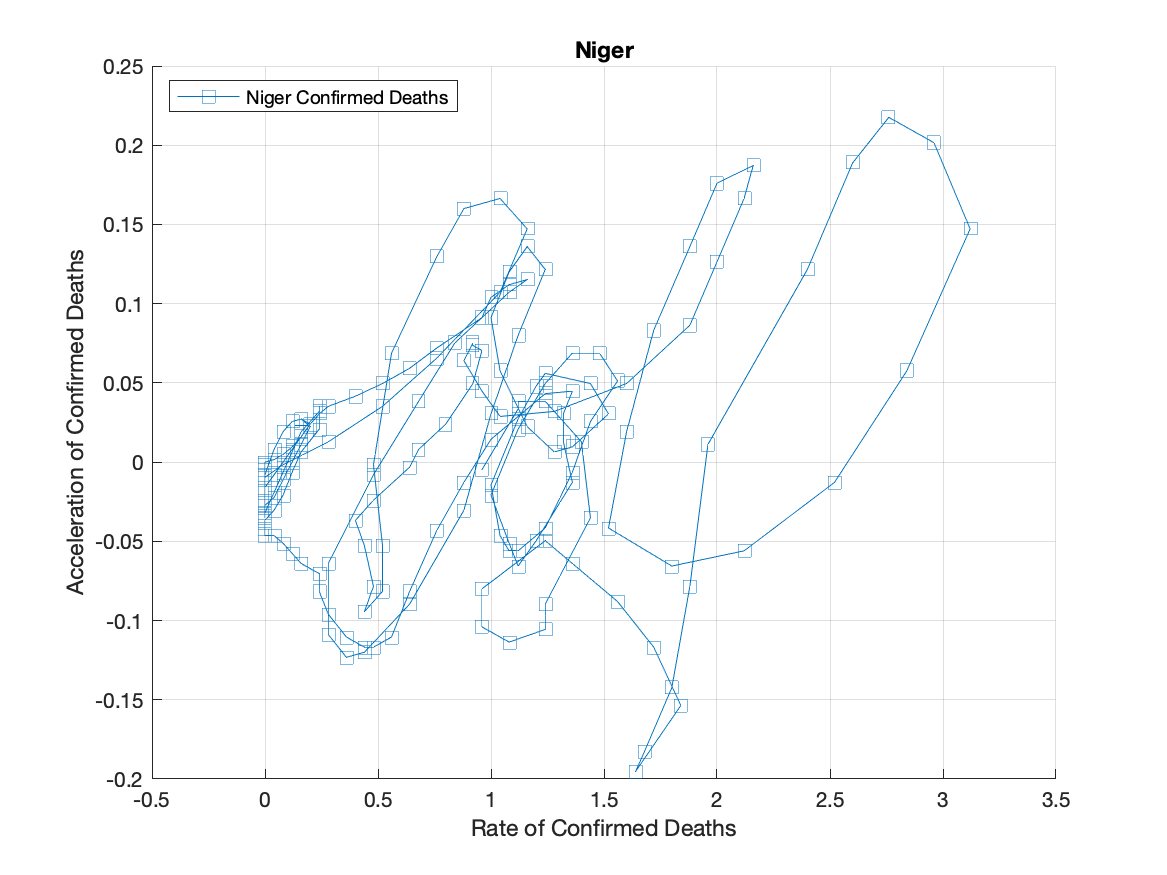 Niger
Niger Confirmed Deaths
0.25
0.2
0.15
0.1
0.05
0
-0.05
-0.1
-0.15
-0.2
Acceleration of Confirmed Deaths
-0.5 0 0.5 1 1.5 2 2.5 3 3.5
Rate of Confirmed Deaths